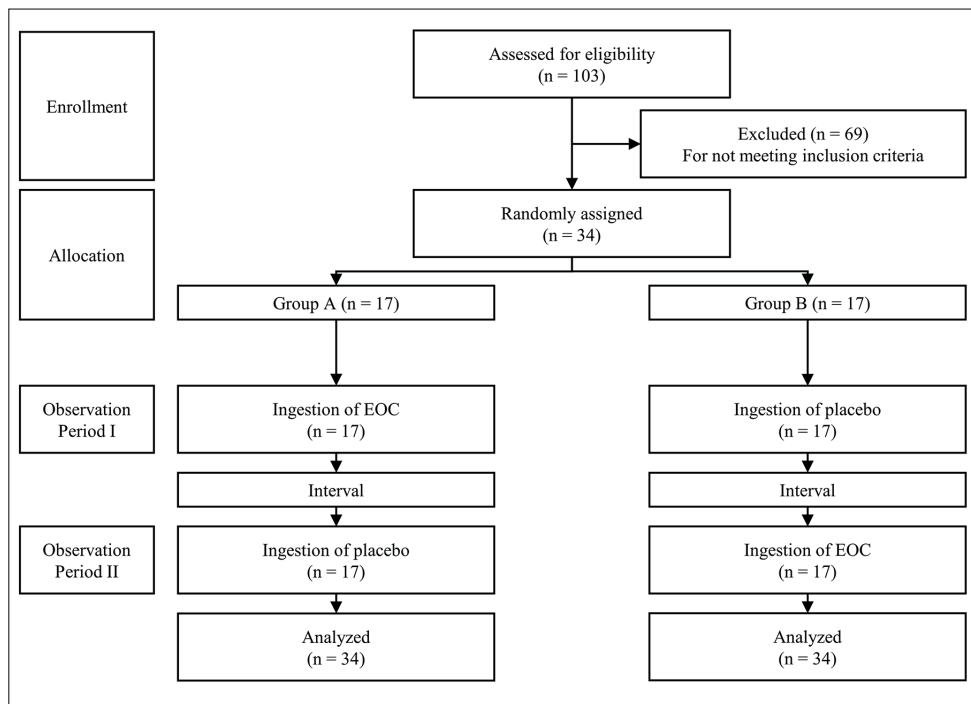 Enrollment
Assessed for eligibility
(n = 103)
Excluded (n = 69)
For not meeting inclusion criteria
Allocation
Randomly assigned
(n = 34)
Group A (n = 17)
Group B (n = 17)
Observation
Period I
Ingestion of EOC
(n = 17)
Ingestion of placebo
(n = 17)
Interval
Interval
Observation
Period II
Ingestion of placebo
(n = 17)
Ingestion of EOC
(n = 17)
Analyzed
(n = 34)
Analyzed
(n = 34)